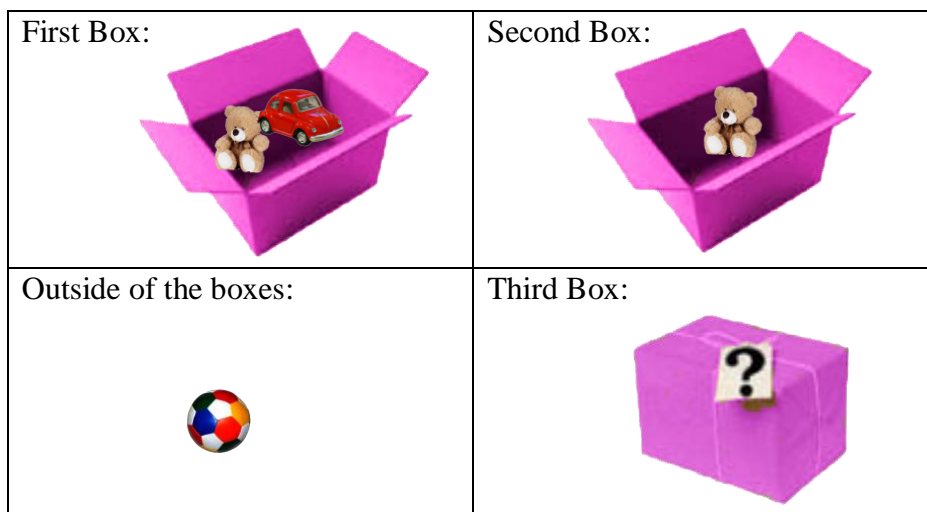 First Box:
Second Box:
Outside of the boxes:
Third Box:
?